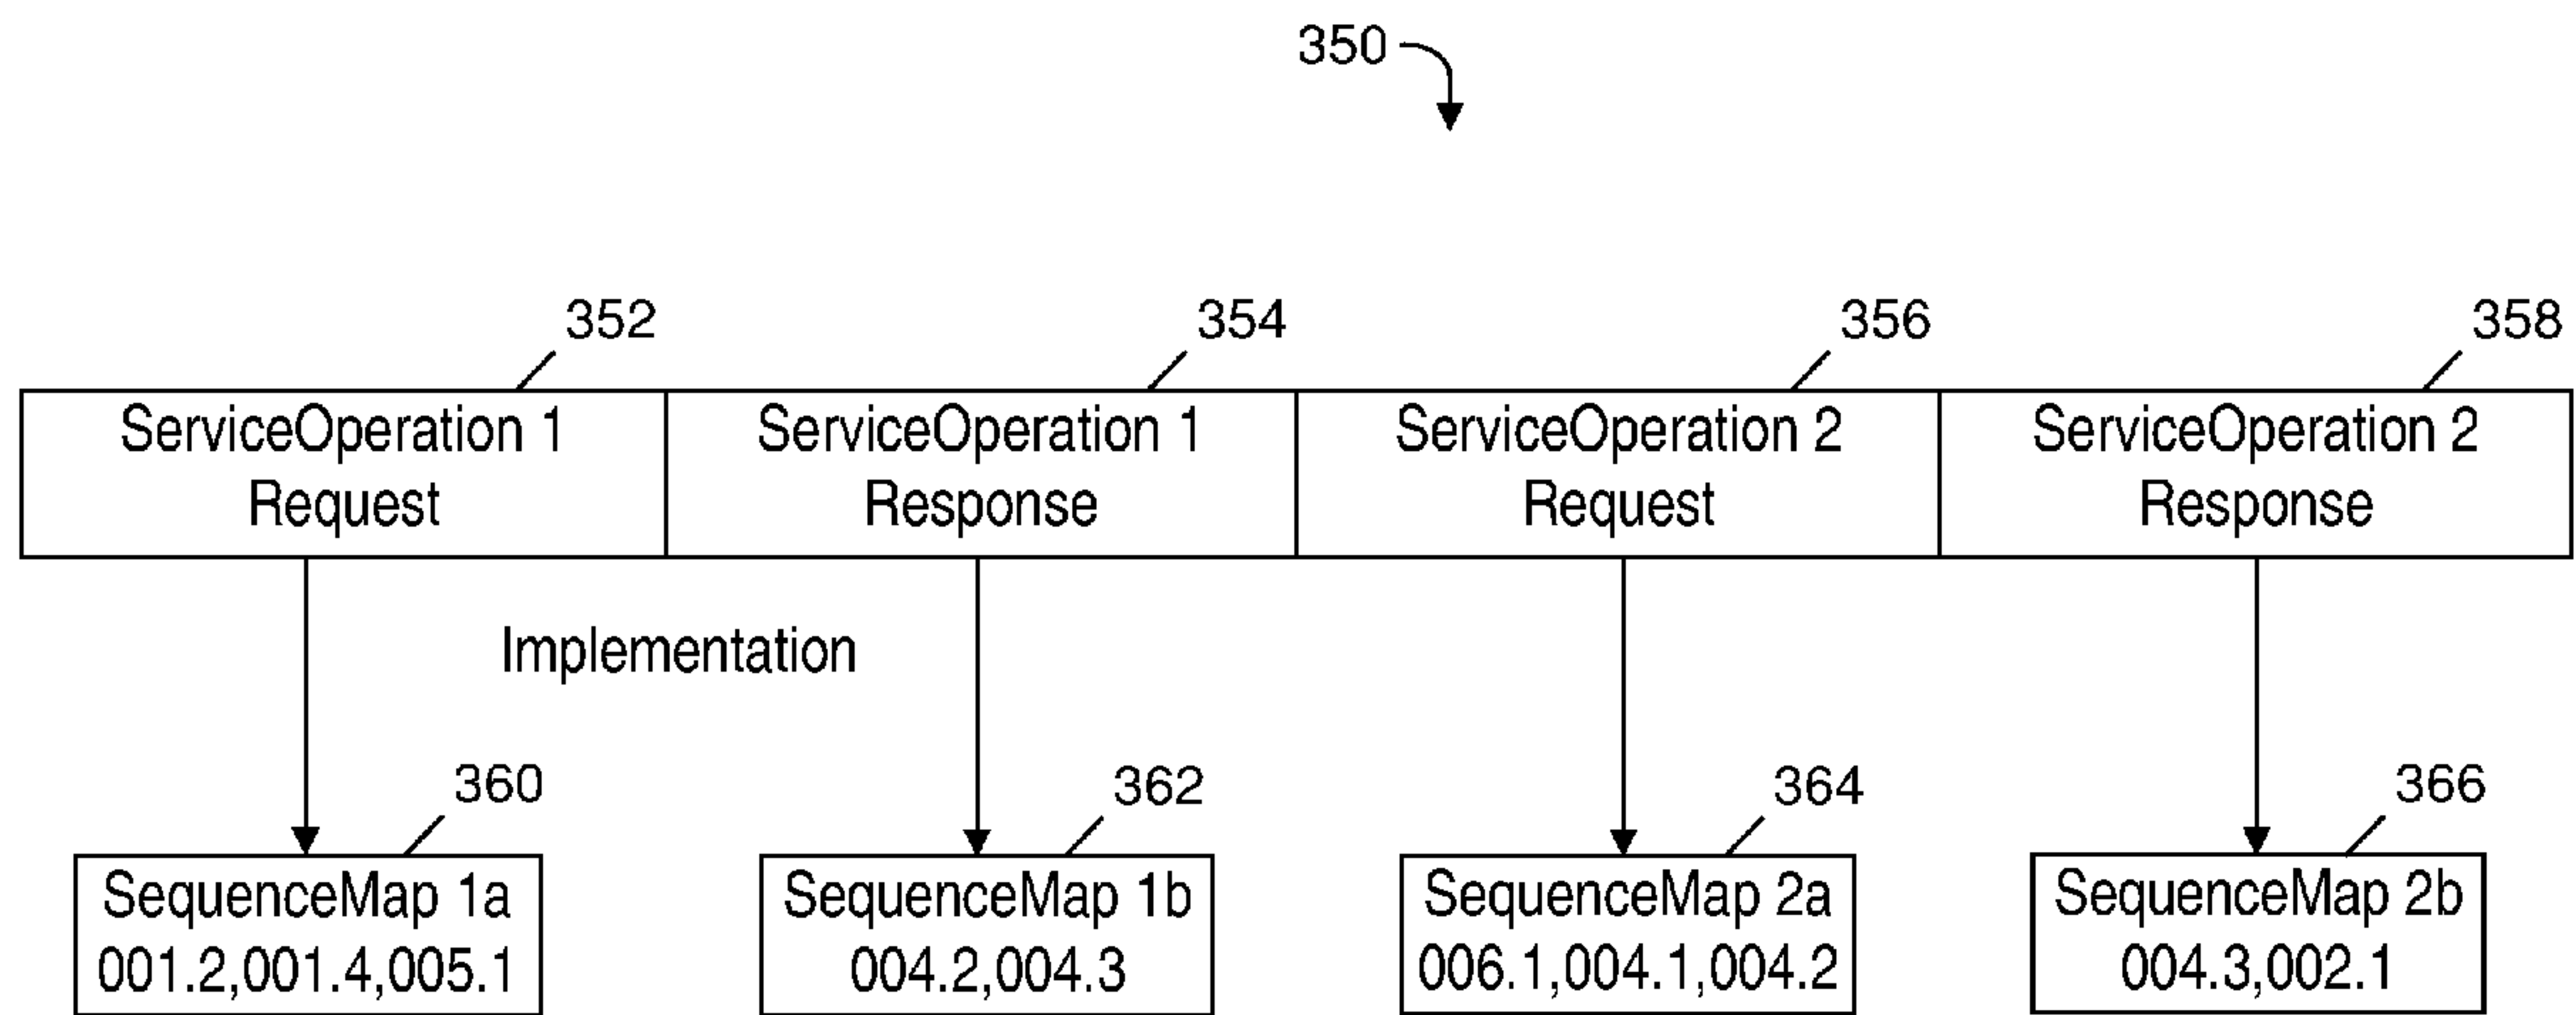 350
352
354
356
358
ServiceOperation 1
Request
ServiceOperation 1
Response
ServiceOperation 2
Request
ServiceOperation 2
Response
Implementation
360
362
364
366
SequenceMap 1a
001.2,001.4,005.1
SequenceMap 1b
004.2,004.3
SequenceMap 2a
006.1,004.1,004.2
SequenceMap 2b
004.3,002.1